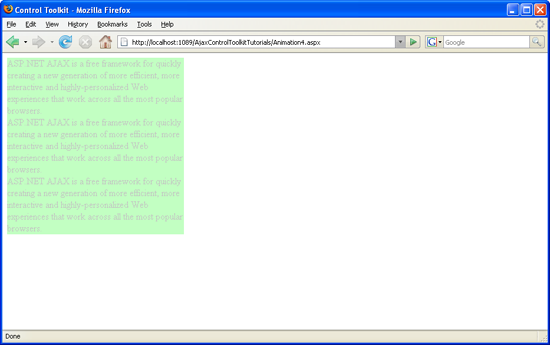 Control Toolkit - Mozilla Firefox
File Edit View History Bookmarks Tools Help
http://localhost:1089/AjaxControlToolkitTutorials/Animation4.aspx
Google
ASP.NET AJAX is a free framework for quickly
creating a new generation of more efficient, more
interactive and highly-personalized Web
experiences that work across all the most popular
browsers.
ASP.NET AJAX is a free framework for quickly
creating a new generation of more efficient, more
interactive and highly-personalized Web
experiences that work across all the most popular
browsers.
ASP.NET AJAX is a free framework for quickly
creating a new generation of more efficient, more
interactive and highly-personalized Web
experiences that work across all the most popular
browsers.
Done